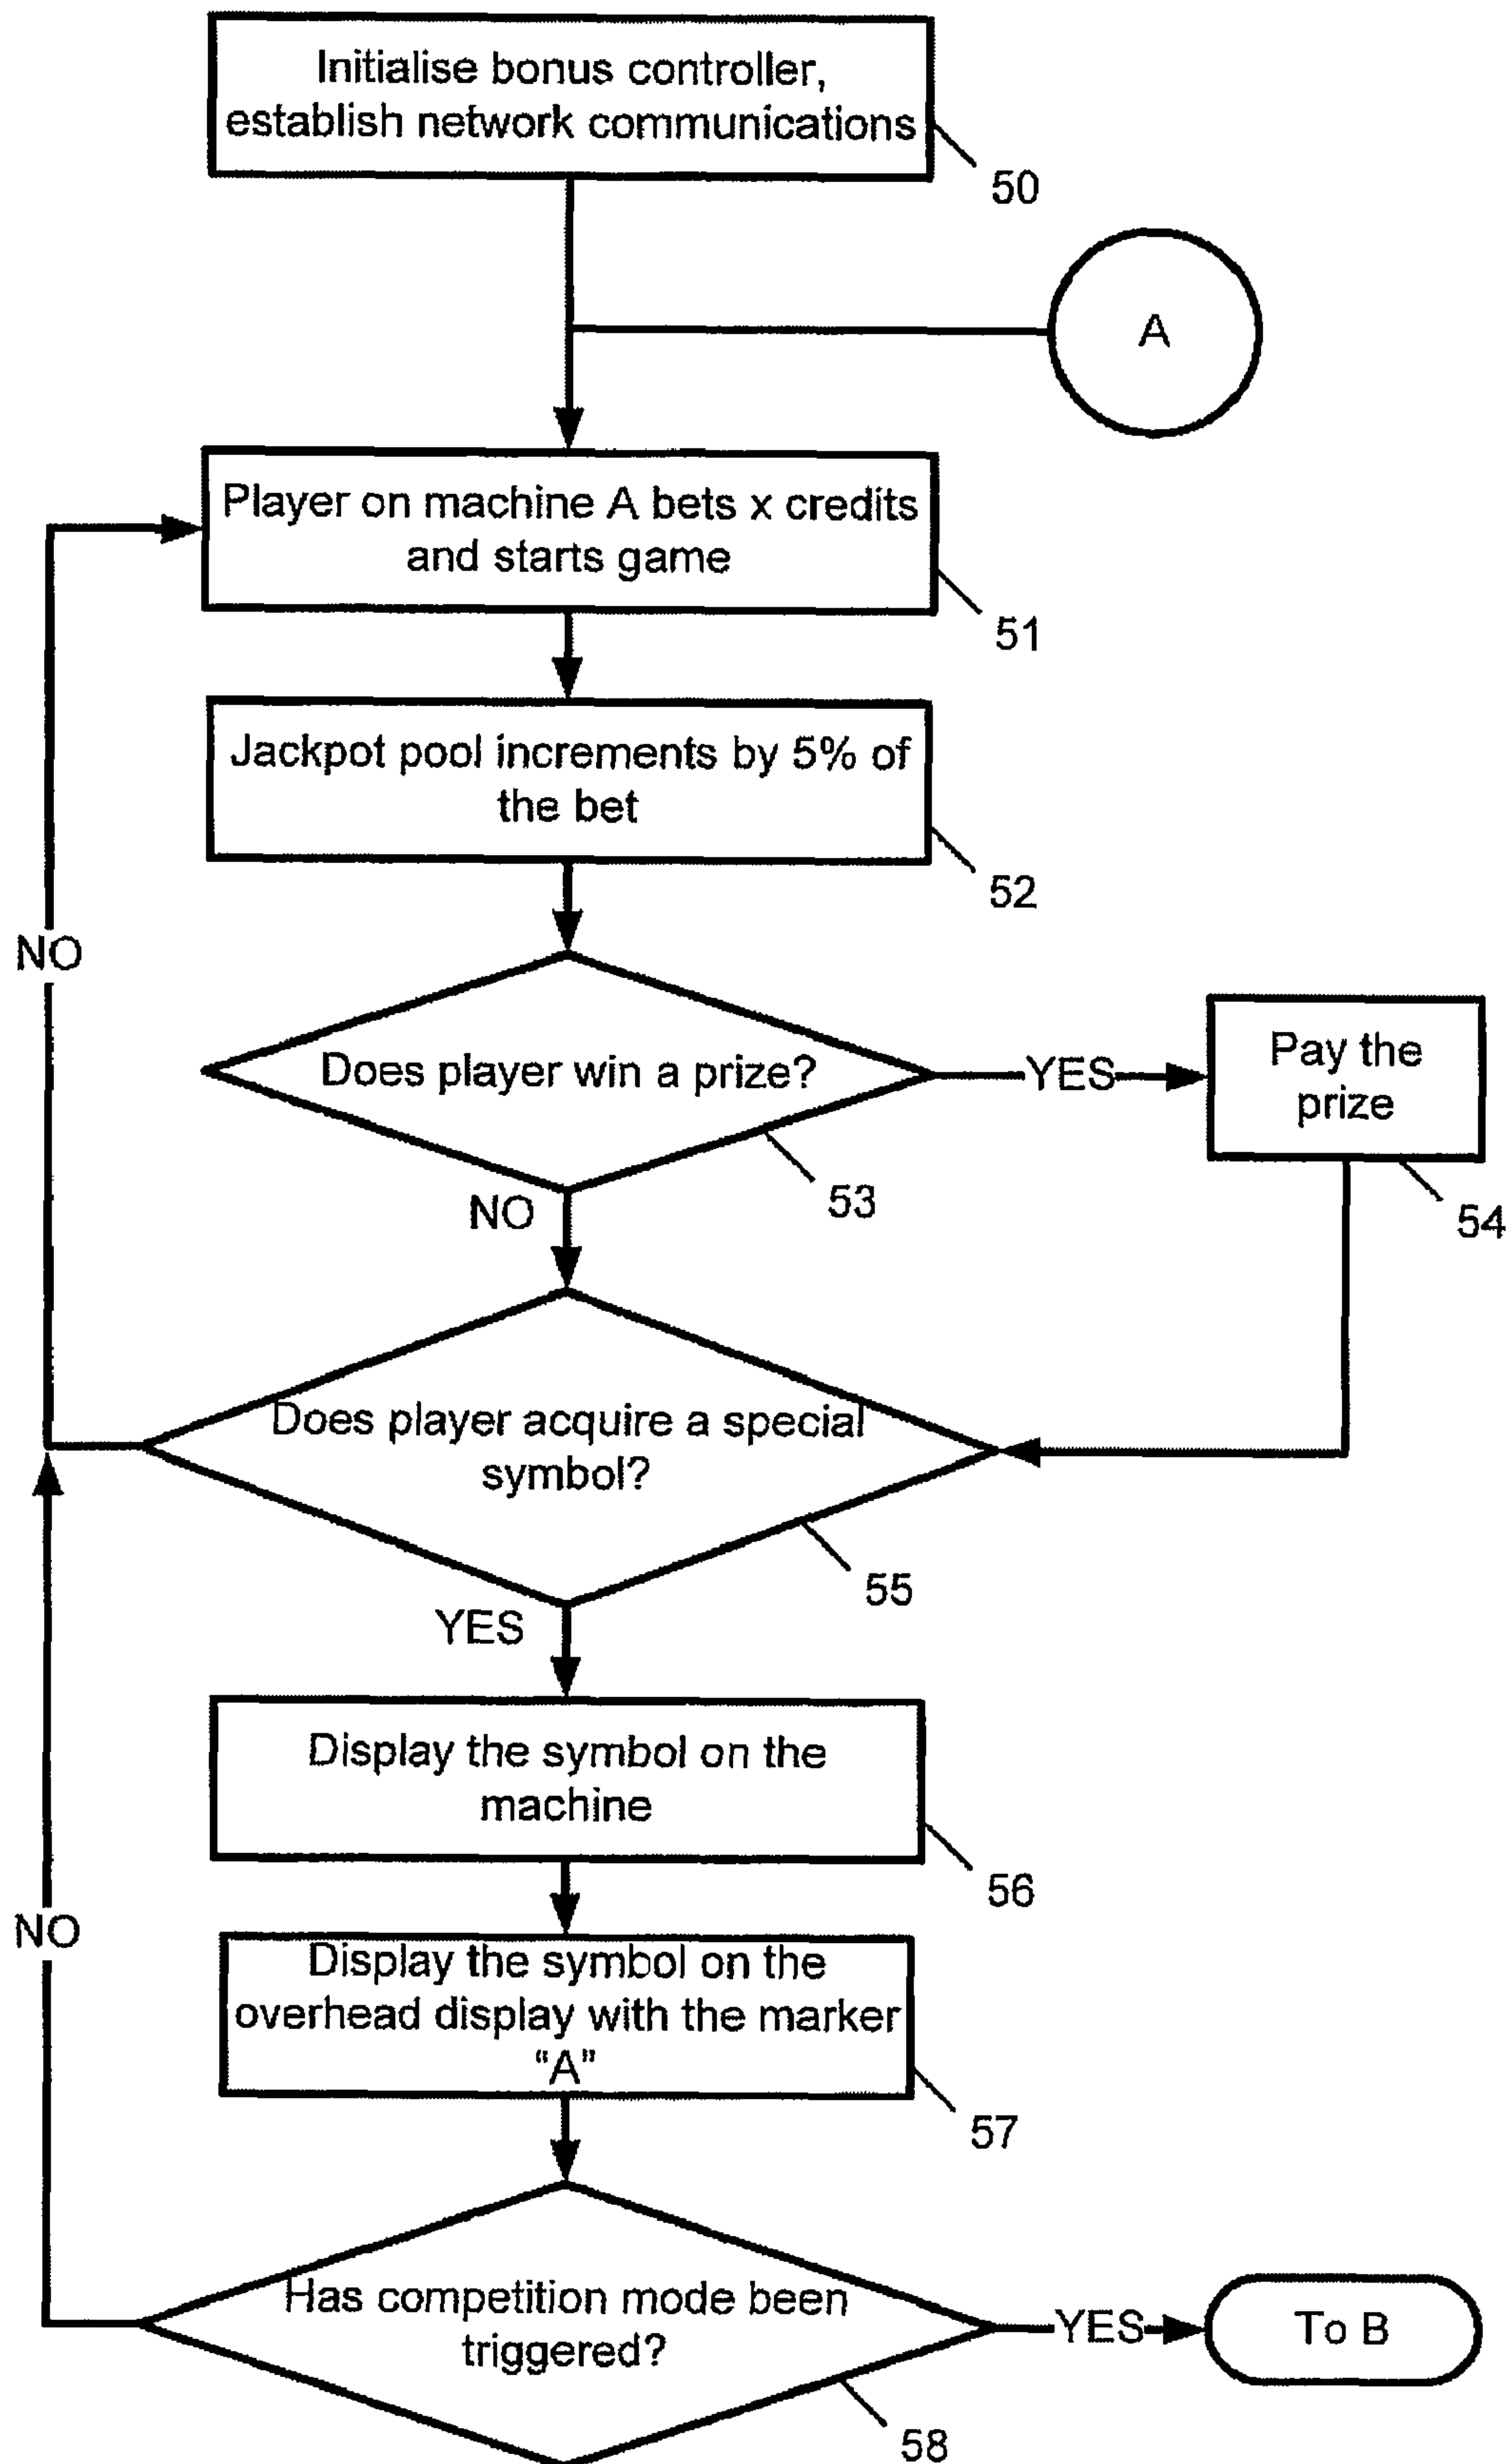 Initialise bonus controller,
establish network communications
50
A
Player on machine A bets x credits
and starts game
51
Jackpot pool increments by 5% of
the bet
52
NO
Does player win a prize?
YES
Pay the
prize
53
54
NO
Does player acquire a special
symbol?
55
YES
Display the symbol on the
machine
56
NO
Display the symbol on the
overhead display with the marker
“A”
57
Has competition mode been
triggered?
YES
To B
58